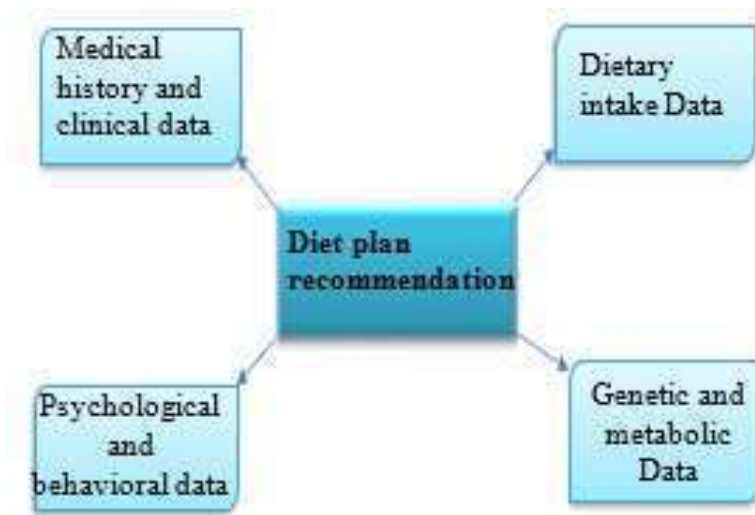 Medical
history and
clinical data
Dietary
intake Data
Diet plan
recommendation
Psychological
and
behavioral data
Genetic and
metabolic
Data